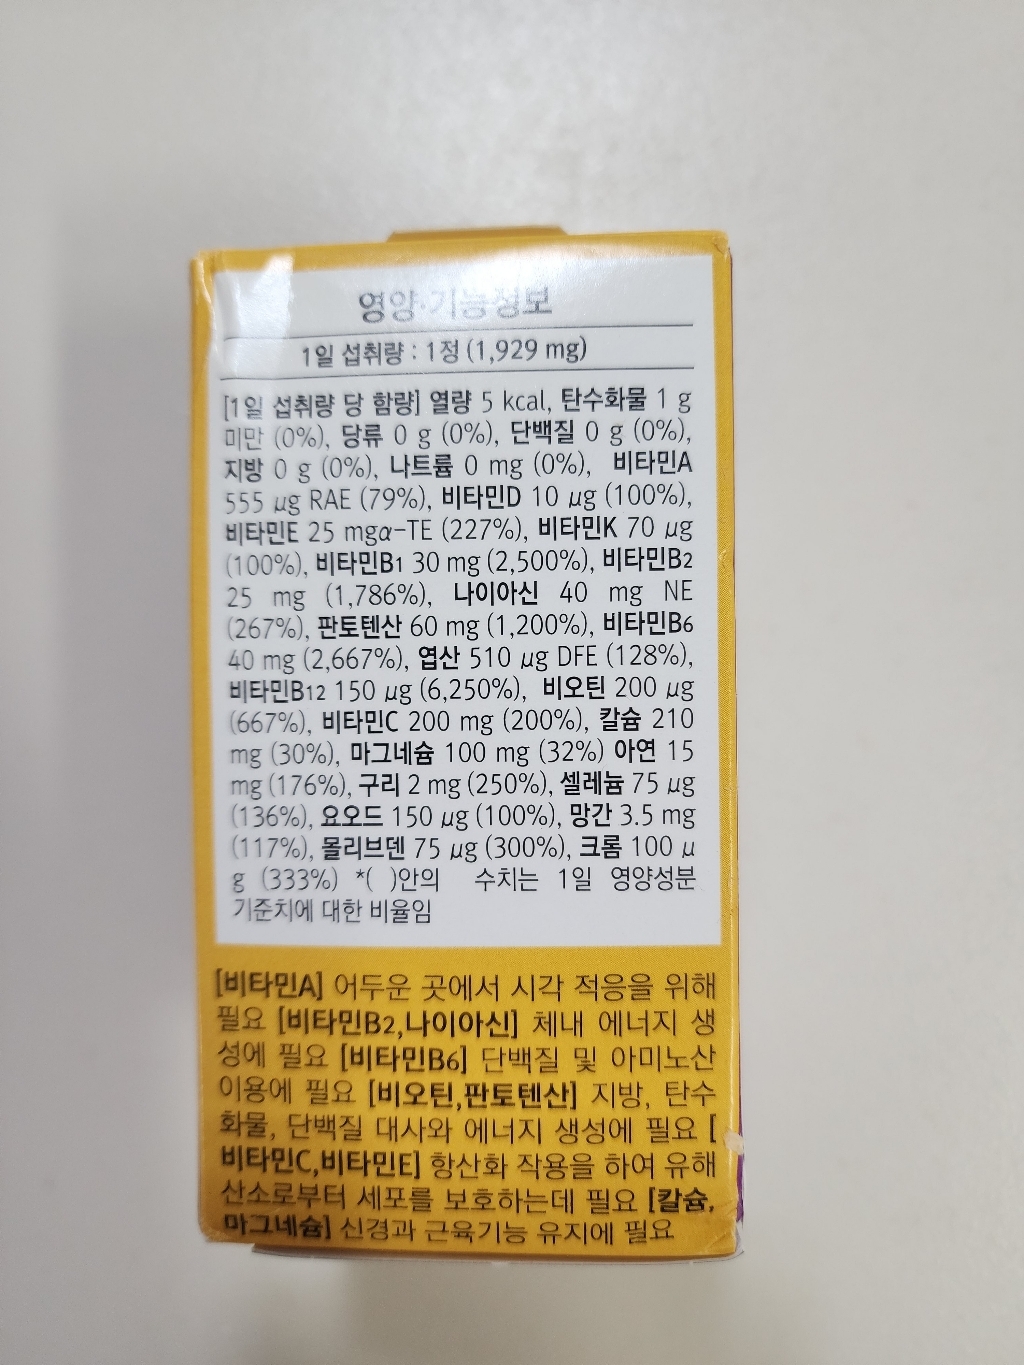 영양·기능정보
1일 섭취량 : 1정 (1,929 mg)
[1일 섭취량 당 함량] 열량 5 kcal, 탄수화물 1 g
미만 (0%), 당류 0 g (0%), 단백질 0 g (0%),
지방 0 g (0%), 나트륨 0 mg (0%), 비타민A
555 µg RAE (79%), 비타민D 10 µg (100%),
비타민E 25 mgα-TE (227%), 비타민K 70 µg
(100%), 비타민B1 30 mg (2,500%), 비타민B2
25 mg (1,786%), 나이아신 40 mg NE
(267%), 판토텐산 60 mg (1,200%), 비타민B6
40 mg (2,667%), 엽산 510 µg DFE (128%),
비타민B12 150 µg (6,250%), 비오틴 200 µg
(667%), 비타민C 200 mg (200%), 칼슘 210
mg (30%), 마그네슘 100 mg (32%) 아연 15
mg (176%), 구리 2 mg (250%), 셀레늄 75 µg
(136%), 요오드 150 µg (100%), 망간 3.5 mg
(117%), 몰리브덴 75 µg (300%), 크롬 100 µ
g (333%) *( )안의 수치는 1일 영양성분
기준치에 대한 비율임
[비타민A] 어두운 곳에서 시각 적응을 위해
필요 [비타민B2,나이아신] 체내 에너지 생
성에 필요 [비타민B6] 단백질 및 아미노산
이용에 필요 [비오틴,판토텐산] 지방, 탄수
화물, 단백질 대사와 에너지 생성에 필요 [
비타민C,비타민E] 항산화 작용을 하여 유해
산소로부터 세포를 보호하는데 필요 [칼슘,
마그네슘] 신경과 근육기능 유지에 필요